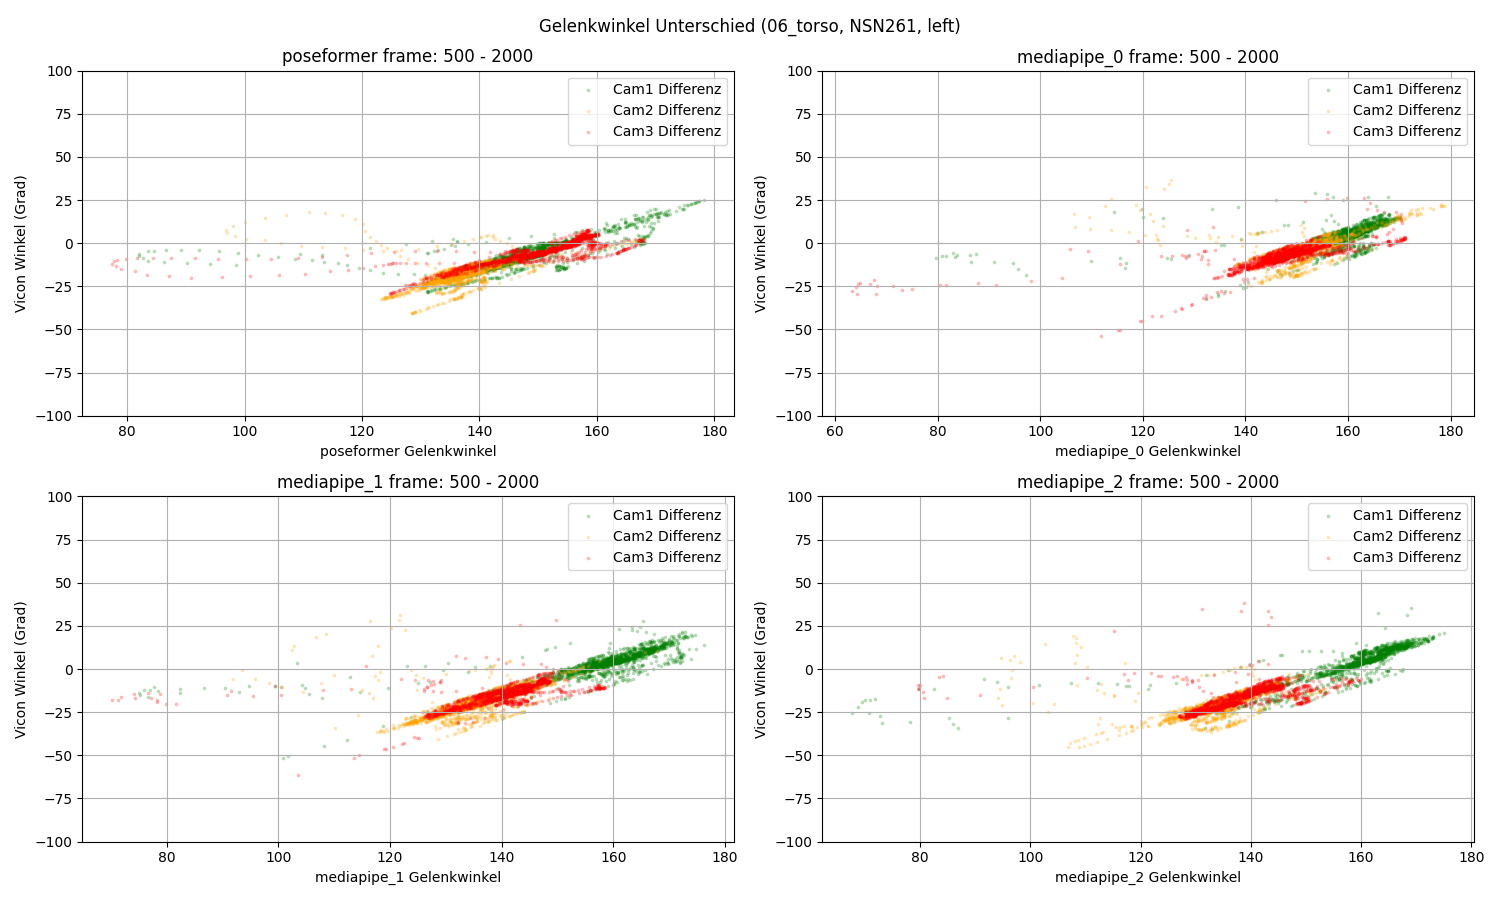 Gelenkwinkel Unterschied (06_torso, NSN261, left)
poseformer frame: 500 - 2000
100
75
50
25
0
−25
−50
−75
−100
Vicon Winkel (Grad)
Cam1 Differenz
Cam2 Differenz
Cam3 Differenz
80 100 120 140 160 180
poseformer Gelenkwinkel
mediapipe_0 frame: 500 - 2000
100
75
50
25
0
−25
−50
−75
−100
Vicon Winkel (Grad)
Cam1 Differenz
Cam2 Differenz
Cam3 Differenz
60 80 100 120 140 160 180
mediapipe_0 Gelenkwinkel
mediapipe_1 frame: 500 - 2000
100
75
50
25
0
−25
−50
−75
−100
Vicon Winkel (Grad)
Cam1 Differenz
Cam2 Differenz
Cam3 Differenz
80 100 120 140 160 180
mediapipe_1 Gelenkwinkel
mediapipe_2 frame: 500 - 2000
100
75
50
25
0
−25
−50
−75
−100
Vicon Winkel (Grad)
Cam1 Differenz
Cam2 Differenz
Cam3 Differenz
80 100 120 140 160 180
mediapipe_2 Gelenkwinkel